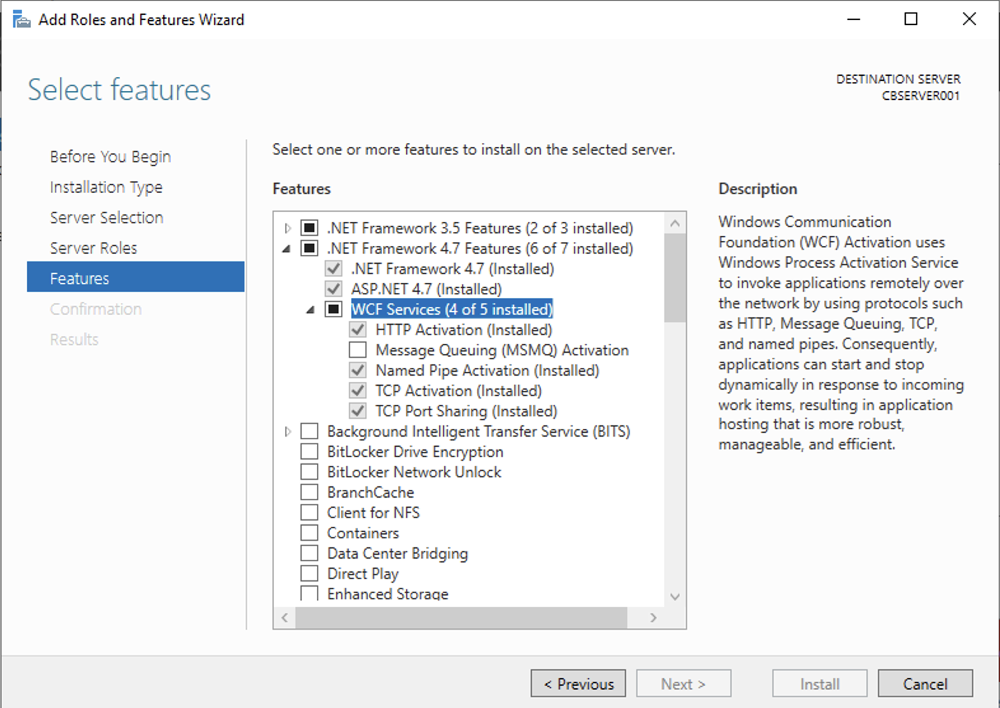 Add Roles and Features Wizard
Select features
DESTINATION SERVER
CBSERVER001
Before You Begin
Installation Type
Server Selection
Server Roles
Features
Confirmation
Results
Select one or more features to install on the selected server.
Features
.NET Framework 3.5 Features (2 of 3 installed)
.NET Framework 4.7 Features (6 of 7 installed)
.NET Framework 4.7 (Installed)
ASP.NET 4.7 (Installed)
WCF Services (4 of 5 installed)
HTTP Activation (Installed)
Message Queuing (MSMQ) Activation
Named Pipe Activation (Installed)
TCP Activation (Installed)
TCP Port Sharing (Installed)
Background Intelligent Transfer Service (BITS)
BitLocker Drive Encryption
BitLocker Network Unlock
BranchCache
Client for NFS
Containers
Data Center Bridging
Direct Play
Enhanced Storage
Description
Windows Communication
Foundation (WCF) Activation uses
Windows Process Activation Service
to invoke applications remotely over
the network by using protocols such
as HTTP, Message Queuing, TCP,
and named pipes. Consequently,
applications can start and stop
dynamically in response to incoming
work items, resulting in application
hosting that is more robust,
manageable, and efficient.
< Previous
Next >
Install
Cancel